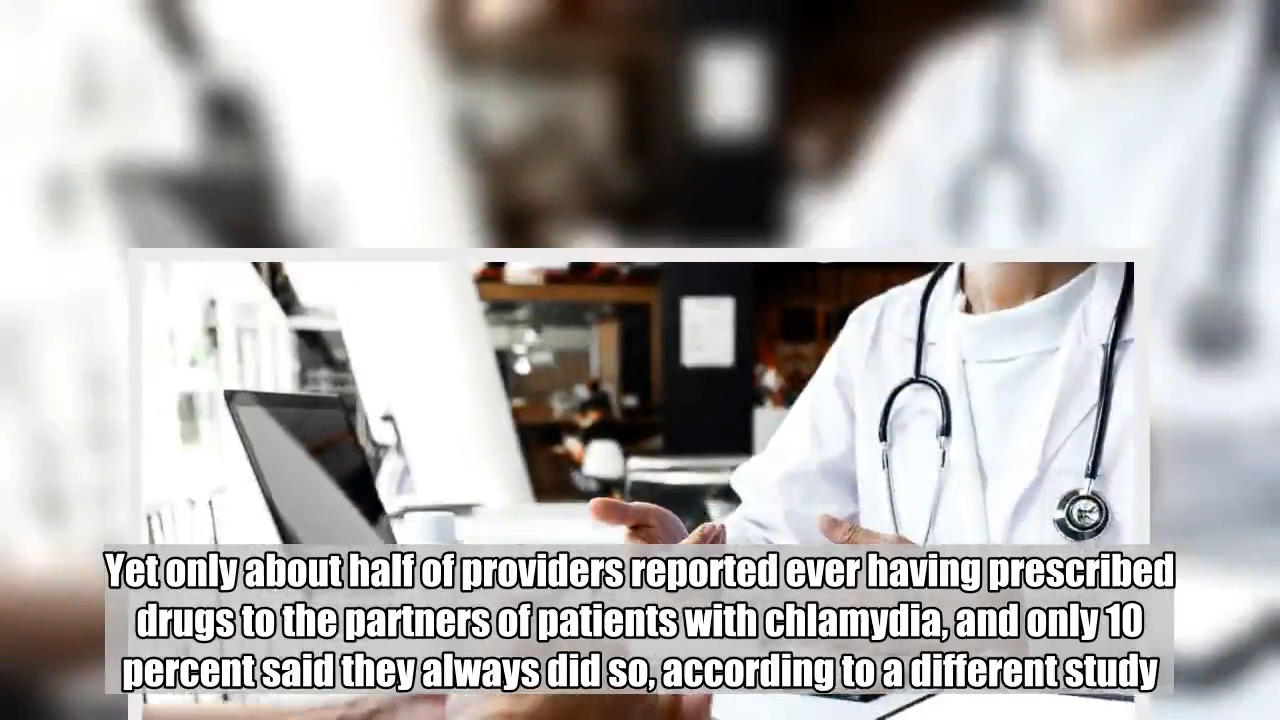 Yet only about half of providers reported ever having prescribed
drugs to the partners of patients with chlamydia, and only 10
percent said they always did so, according to a different study